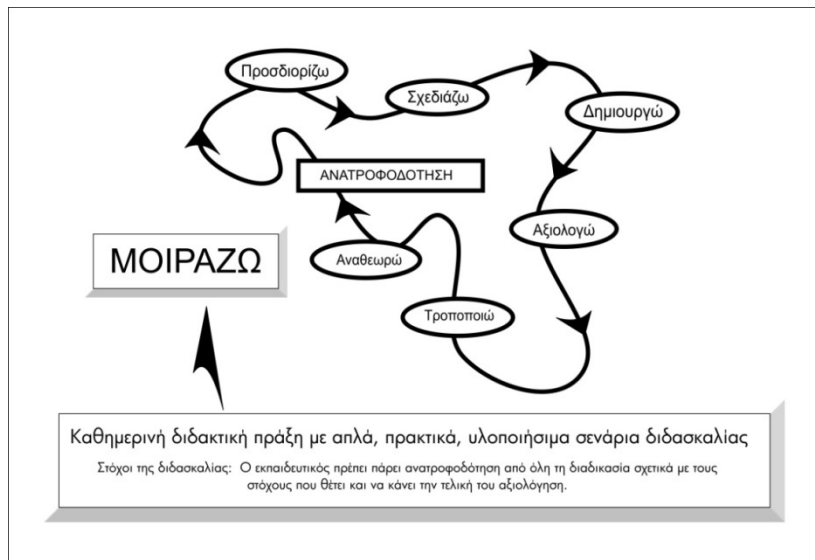 Προσδιορίζω
Σχεδιάζω
Δημιουργώ
ΑΝΑΤΡΟΦΟΔΟΤΗΣΗ
Αξιολογώ
Αναθεωρώ
ΜΟΙΡΑΖΩ
Τροποποιώ
Καθημερινή διδακτική πράξη με απλά, πρακτικά, υλοποιήσιμα σενάρια διδασκαλίας
Στόχοι της διδασκαλίας: Ο εκπαιδευτικός πρέπει πάρει ανατροφοδότηση από όλη τη διαδικασία σχετικά με τους
στόχους που θέτει και να κάνει την τελική του αξιολόγηση.